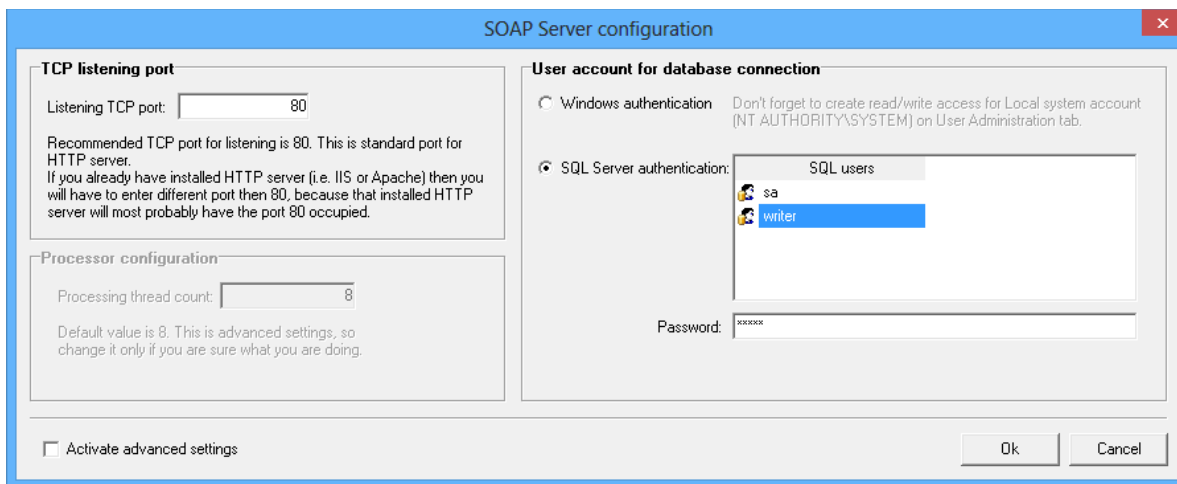 SOAP Server configuration
TCP listening port
Listening TCP port: 80
Recommended TCP port for listening is 80. This is standard port for
HTTP server.
If you already have installed HTTP server (i.e. IIS or Apache) then you
will have to enter different port then 80, because that installed HTTP
server will most probably have the port 80 occupied.
Processor configuration
Processing thread count: 8
Default value is 8. This is advanced settings, so
change it only if you are sure what you are doing.
User account for database connection
Windows authentication
Don't forget to create read/write access for Local system account
(NT AUTHORITY\SYSTEM) on User Administration tab.
SQL Server authentication:
SQL users
sa
writer
Password: *****
Activate advanced settings
Ok
Cancel